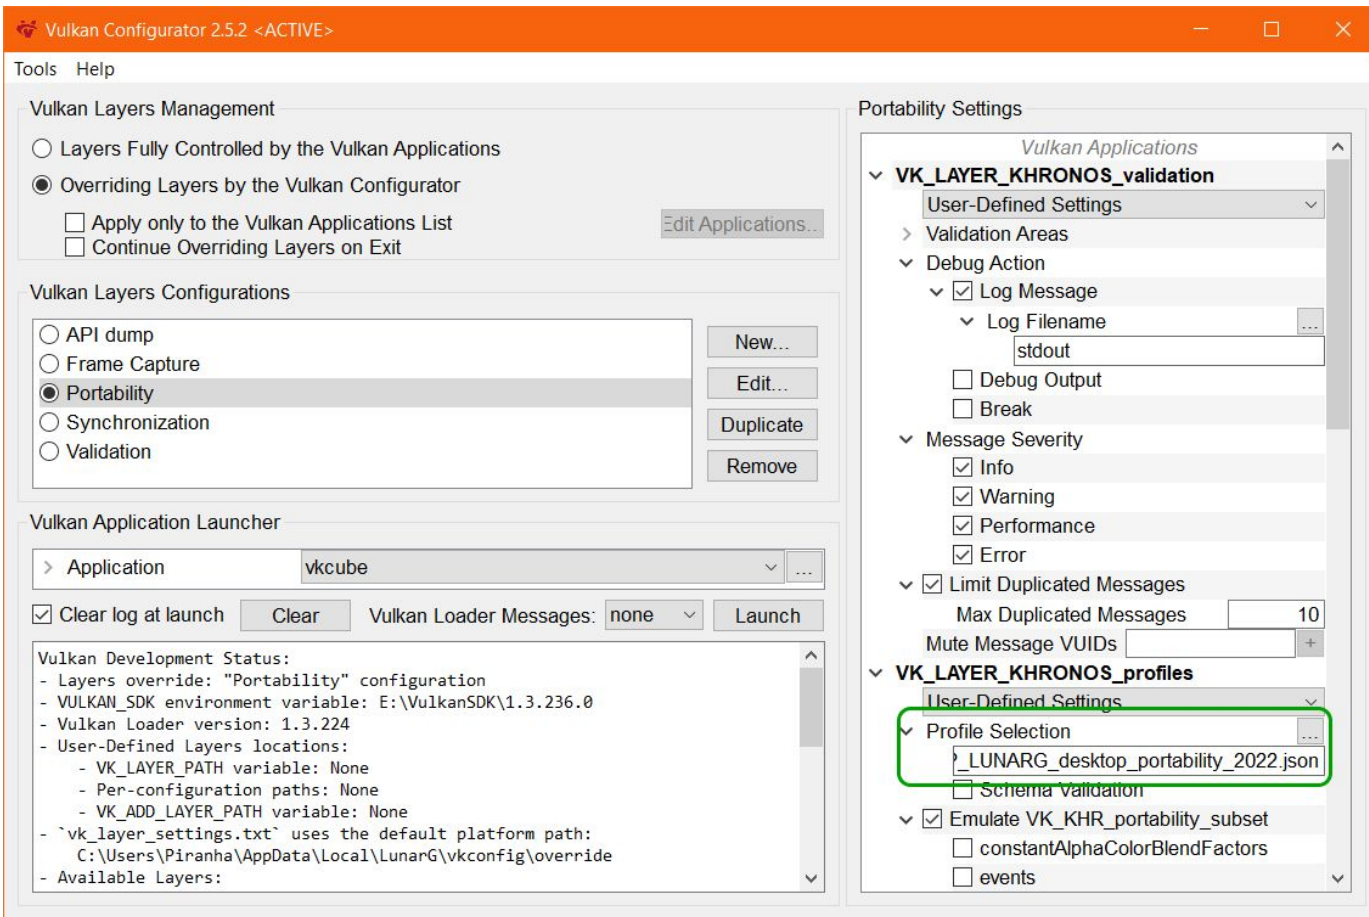 Vulkan Configurator 2.5.2 <ACTIVE>
Tools Help
Vulkan Layers Management
Layers Fully Controlled by the Vulkan Applications
Overriding Layers by the Vulkan Configurator
Apply only to the Vulkan Applications List
Edit Applications...
Continue Overriding Layers on Exit
Vulkan Layers Configurations
API dump
Frame Capture
Portability
Synchronization
Validation
New...
Edit...
Duplicate
Remove
Vulkan Application Launcher
Application vkcube ...
Clear log at launch Clear Vulkan Loader Messages: none Launch
Vulkan Development Status:
- Layers override: "Portability" configuration
- VULKAN_SDK environment variable: E:\VulkanSDK\1.3.236.0
- Vulkan Loader version: 1.3.224
- User-Defined Layers locations:
- VK_LAYER_PATH variable: None
- Per-configuration paths: None
- VK_ADD_LAYER_PATH variable: None
- `vk_layer_settings.txt` uses the default platform path:
C:\Users\Piranha\AppData\Local\LunarG\vkconfig\override
- Available Layers:
Portability Settings
Vulkan Applications
VK_LAYER_KHRONOS_validation
User-Defined Settings
Validation Areas
Debug Action
Log Message
Log Filename ...
stdout
Debug Output
Break
Message Severity
Info
Warning
Performance
Error
Limit Duplicated Messages
Max Duplicated Messages 10
Mute Message VUIDs +
VK_LAYER_KHRONOS_profiles
User-Defined Settings
Profile Selection ...
P_LUNARG_desktop_portability_2022.json
Schema Validation
Emulate VK_KHR_portability_subset
constantAlphaColorBlendFactors
events